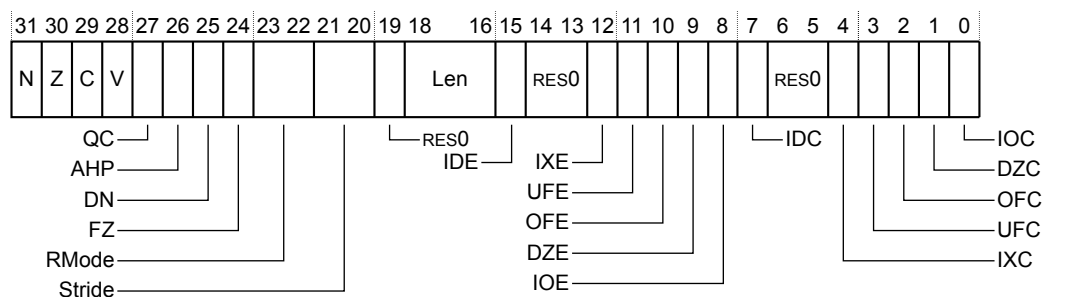 31 30 29 28 27 26 25 24 23 22 21 20 19 18 16 15 14 13 12 11 10 9 8 7 6 5 4 3 2 1 0
N Z C V Len RES0 RES0
QC RES0 IDC IOC
IDE IXE
AHP DZC
UFE
DN OFC
OFE
FZ UFC
DZE
RMode IXC
IOE
Stride